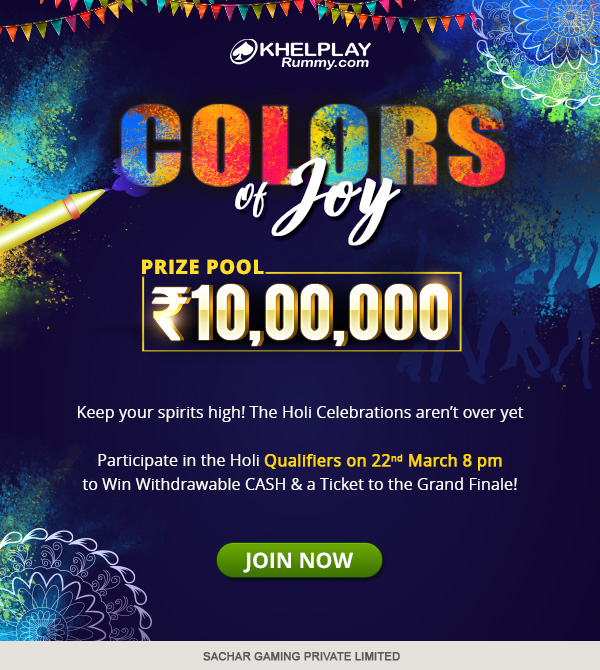 KHELPLAY
Rummy.com
COLORS
Of Joy
PRIZE POOL
₹10,00,000
Keep your spirits high! The Holi Celebrations aren’t over yet
Participate in the Holi Qualifiers on 22nd March 8 pm
to Win Withdrawable CASH & a Ticket to the Grand Finale!
JOIN NOW
SACHAR GAMING PRIVATE LIMITED